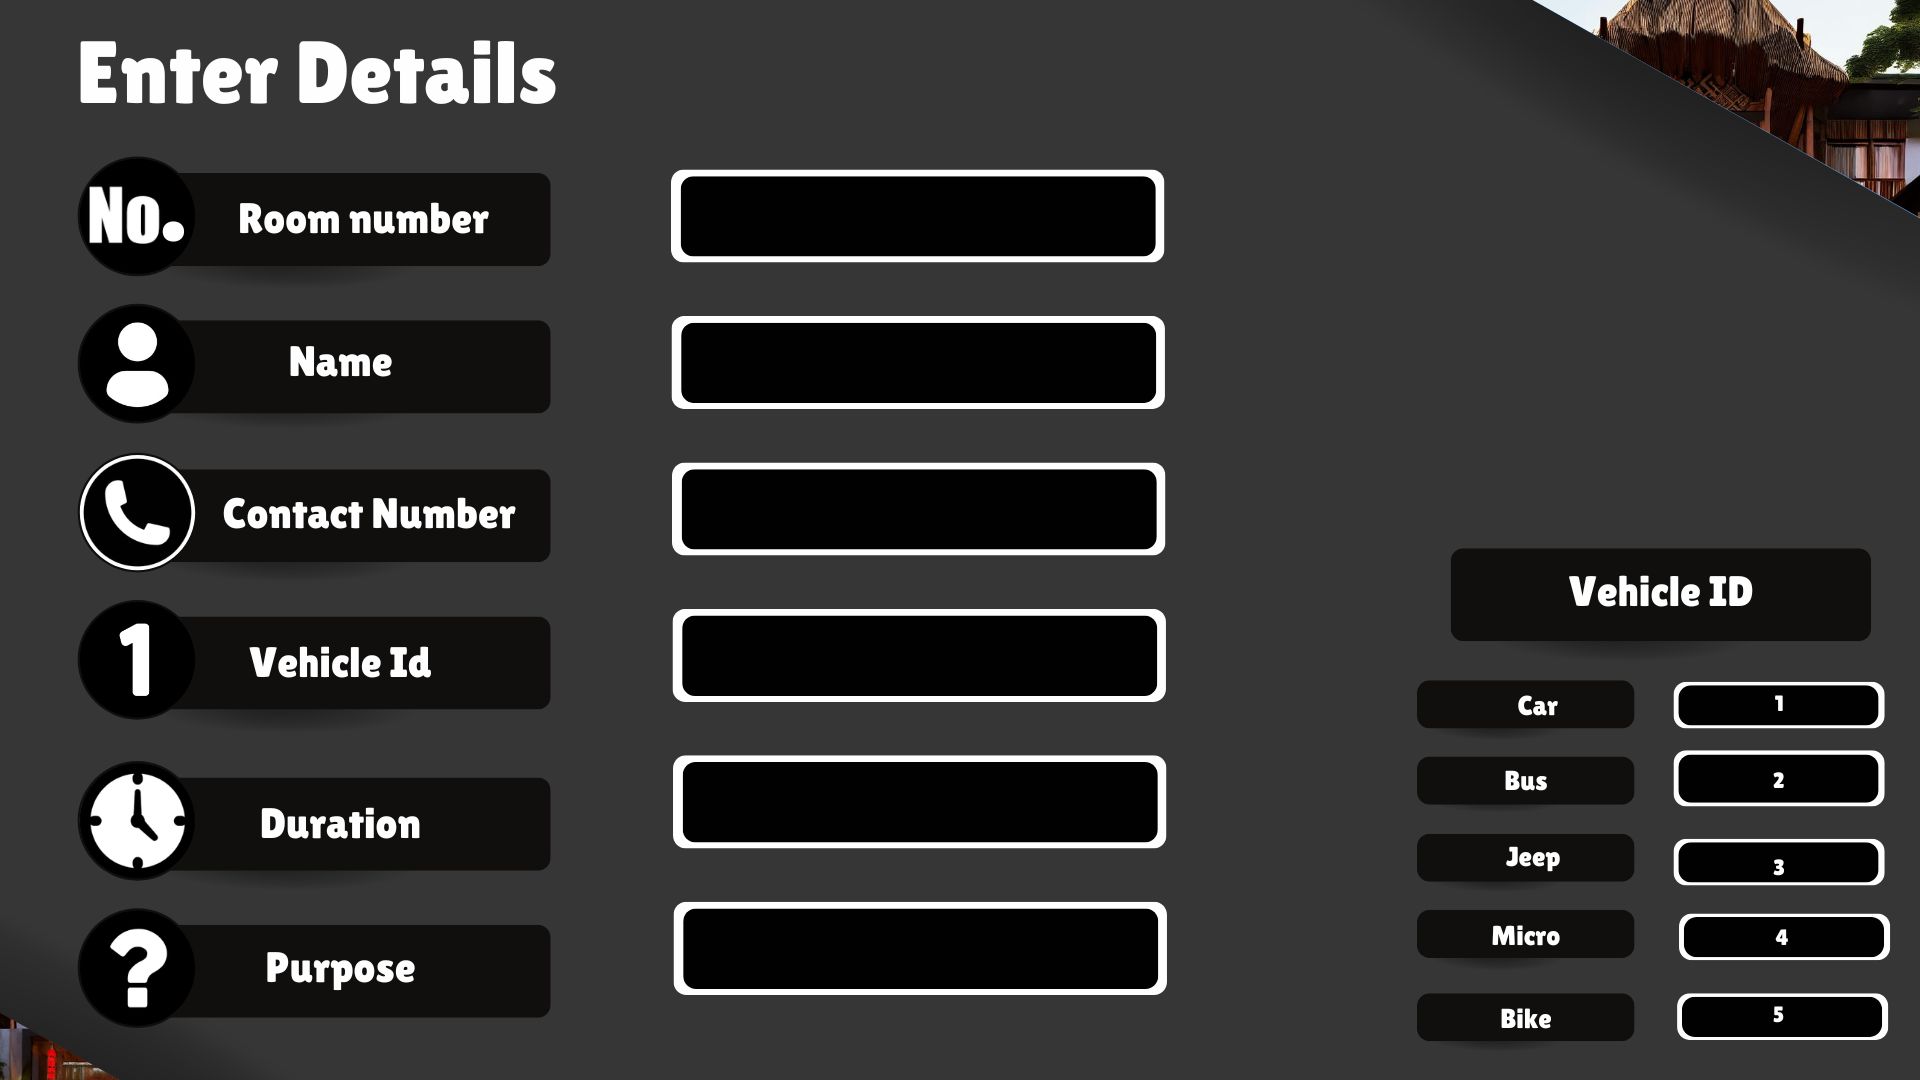 Enter Details
No.
Room number
Name
Contact Number
1
Vehicle Id
Duration
?
Purpose
Vehicle ID
Car 1
Bus 2
Jeep 3
Micro 4
Bike 5